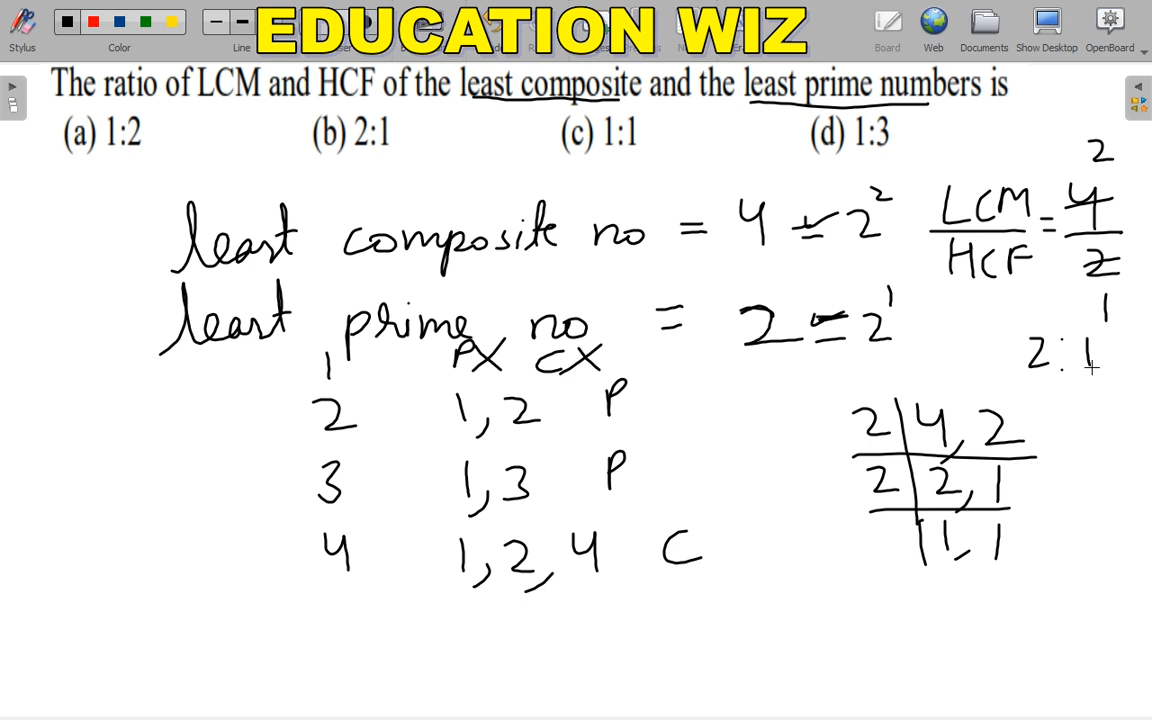 EDUCATION WIZ
Stylus Color Line Board Web Documents Show Desktop OpenBoard
The ratio of LCM and HCF of the least composite and the least prime numbers is
(a) 1:2 (b) 2:1 (c) 1:1 (d) 1:3
least composite no = 4 = 2²
LCM/HCF = 4/2
2
1
least prime no = 2 = 2¹
2:1
1 PX CX
2 1, 2 P
3 1, 3 P
4 1, 2, 4 C
2 | 4, 2
2 | 2, 1
| 1, 1